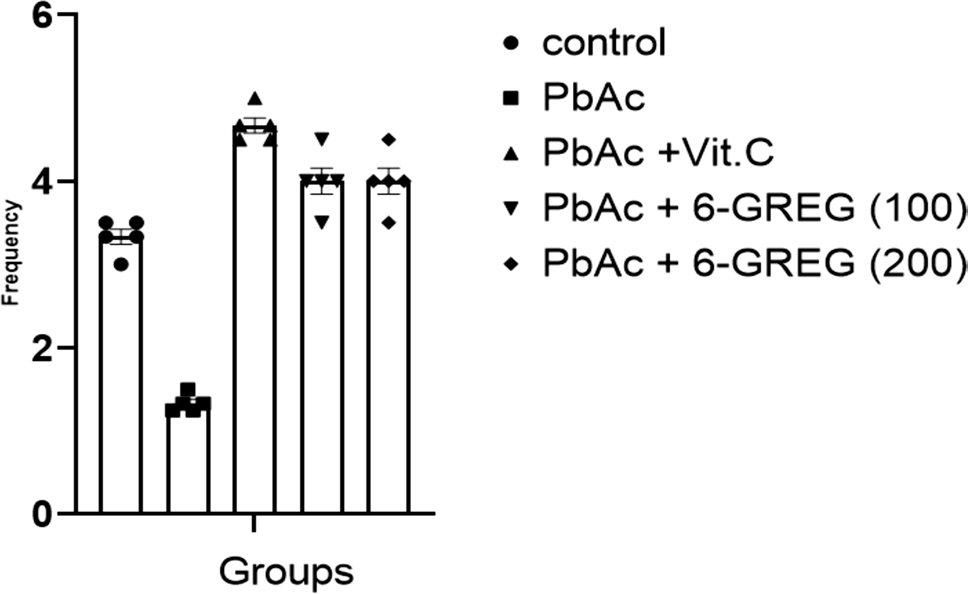 6
4
2
0
Frequency
Groups
control
PbAc
PbAc +Vit.C
PbAc + 6-GREG (100)
PbAc + 6-GREG (200)